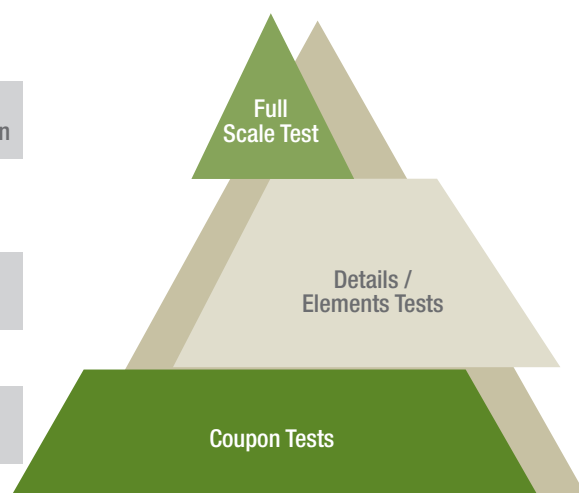 Full
Scale Test
n
Details /
Elements Tests
Coupon Tests